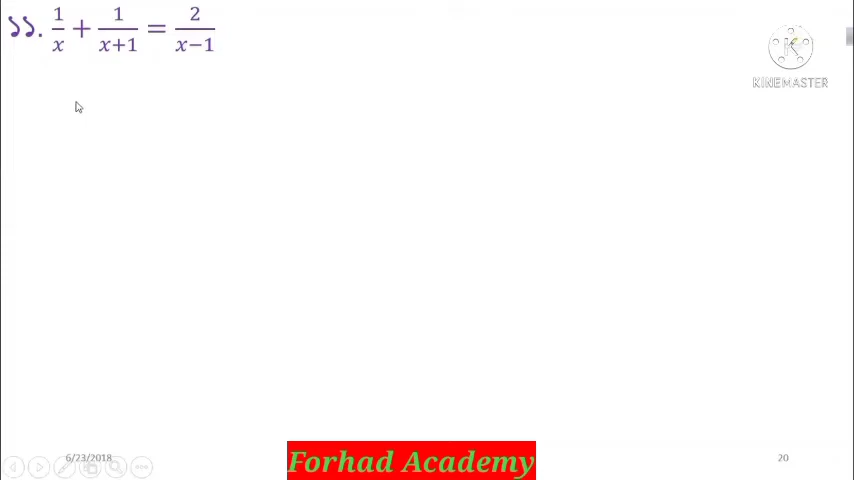 ১১. 1/x + 1/(x+1) = 2/(x−1)
KINEMASTER
6/23/2018
Forhad Academy
20